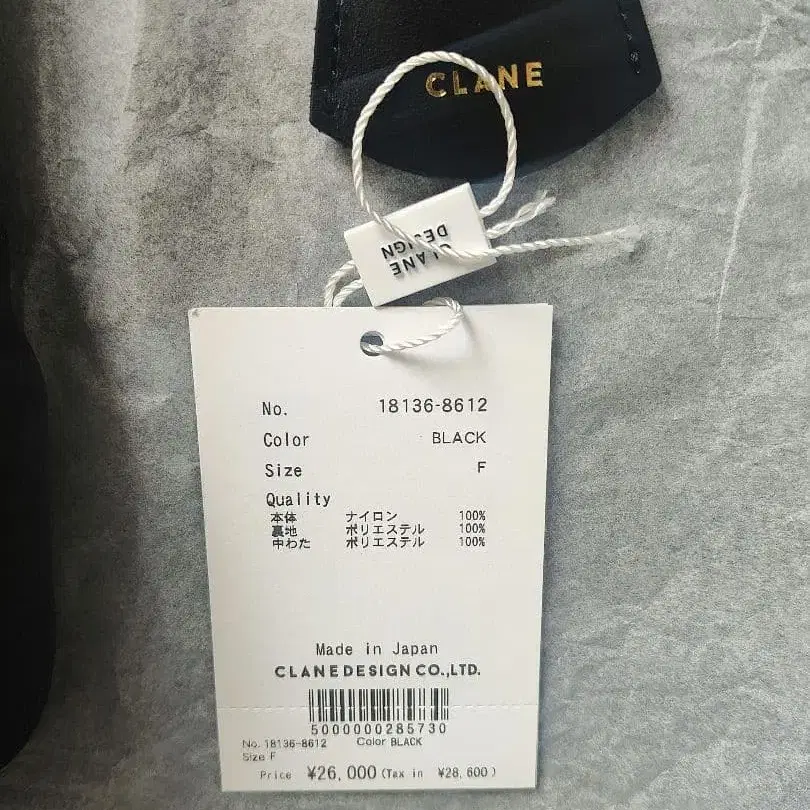 CLANE
CLANE
DESIGN
No. 18136-8612
Color BLACK
Size F
Quality
本体 ナイロン 100%
裏地 ポリエステル 100%
中わた ポリエステル 100%
Made in Japan
CLANE DESIGN CO.,LTD.
5000000285730
No. 18136-8612 Color BLACK
Size F
Price ¥26,000 (Tax in ¥28,600)